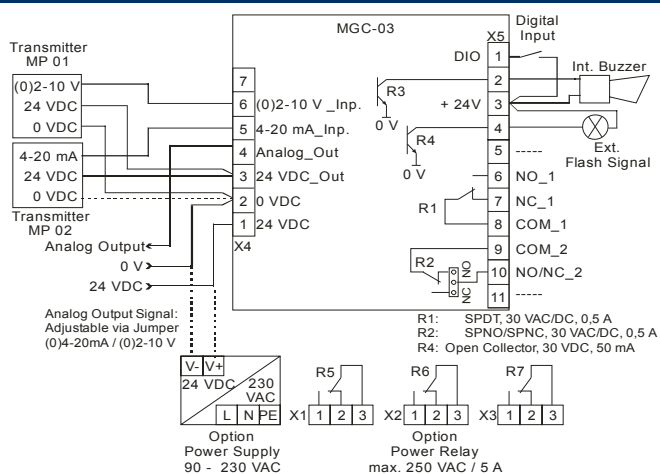 MGC-03
Digital
Input
X5
DIO
1
Int. Buzzer
2
+ 24V
3
4
Ext.
Flash Signal
5
-----
6
NO_1
7
NC_1
8
COM_1
9
COM_2
10
NO/NC_2
11
-----
R3
0 V
R4
0 V
R1
R2
NO
NC
Transmitter
MP 01
(0)2-10 V
24 VDC
0 VDC
4-20 mA
24 VDC
0 VDC
Transmitter
MP 02
7
6
(0)2-10 V_Inp.
5
4-20 mA_Inp.
4
Analog_Out
3
24 VDC_Out
2
0 VDC
1
24 VDC
X4
Analog Output
0 V
24 VDC
Analog Output Signal:
Adjustable via Jumper
(0)4-20mA / (0)2-10 V
R1: SPDT, 30 VAC/DC, 0,5 A
R2: SPNO/SPNC, 30 VAC/DC, 0,5 A
R4: Open Collector, 30 VDC, 50 mA
V- V+
24 VDC
230
VAC
L N PE
Option
Power Supply
90 - 230 VAC
R5
X1 1 2 3
R6
X2 1 2 3
R7
X3 1 2 3
Option
Power Relay
max. 250 VAC / 5 A